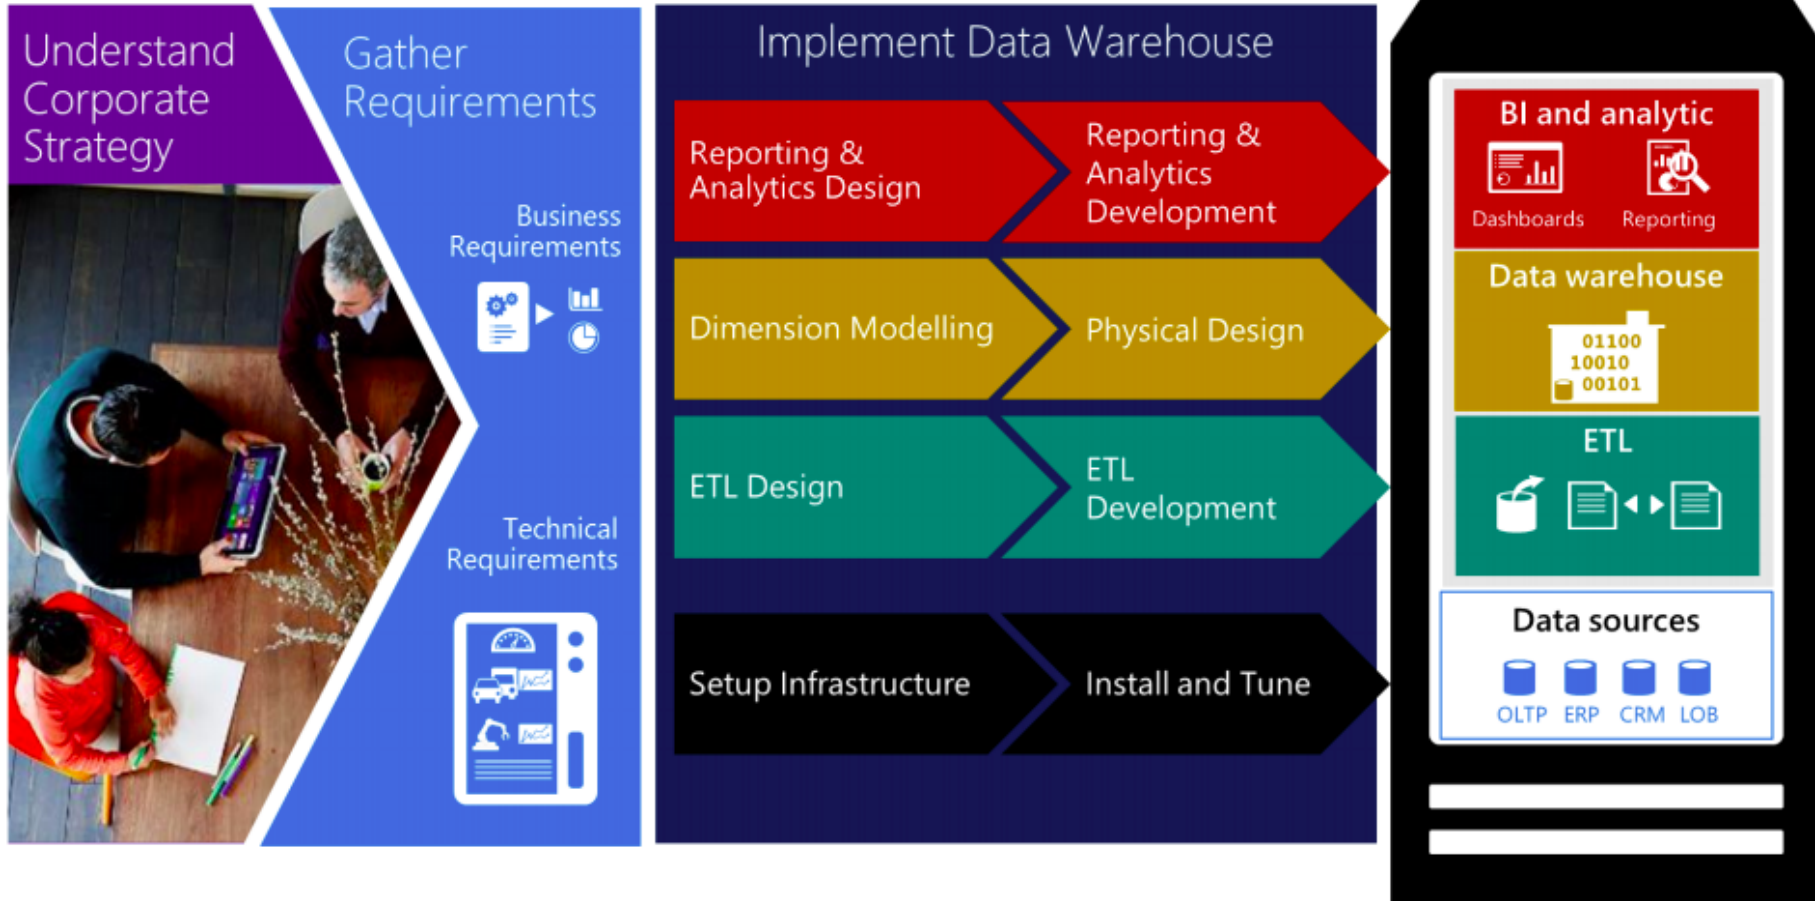 Understand
Corporate
Strategy
Gather
Requirements
Business
Requirements
Technical
Requirements
Implement Data Warehouse
Reporting &
Analytics Design
Reporting &
Analytics
Development
Dimension Modelling
Physical Design
ETL Design
ETL
Development
Setup Infrastructure
Install and Tune
BI and analytic
Dashboards
Reporting
Data warehouse
01100
10010
00101
ETL
Data sources
OLTP
ERP
CRM
LOB